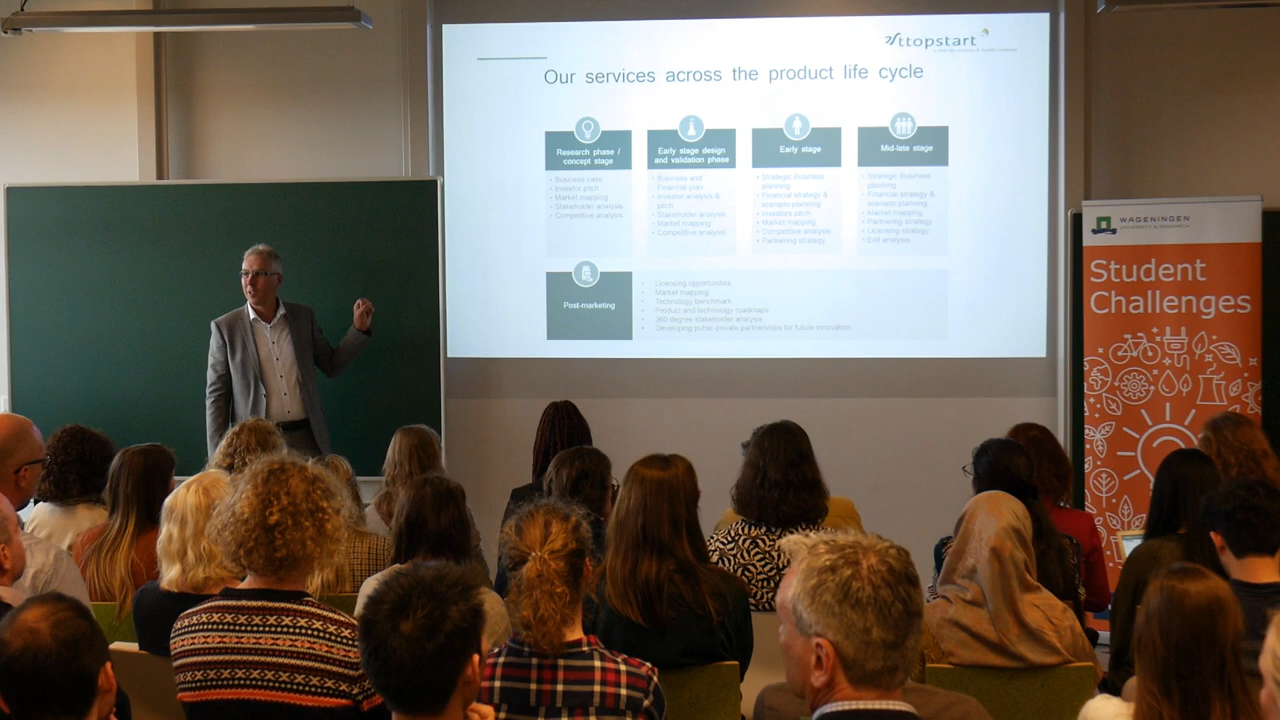 ttopstart
Our services across the product life cycle
Research phase /
concept stage
• Business case
• Investor pitch
• Market mapping
• Stakeholder analysis
• Competitive analysis
Early stage design
and validation phase
• Business and
Financial plan
• Investor analysis &
pitch
• Stakeholder analysis
• Market mapping
• Competitive analysis
Early stage
• Strategic Business
planning
• Financial strategy &
scenario planning
• Investors pitch
• Market mapping
• Competitive analysis
• Partnering strategy
Mid-late stage
• Strategic Business
planning
• Financial strategy &
scenario planning
• Market mapping
• Partnering strategy
• Licensing strategy
• Exit analysis
Post-marketing
• Licensing opportunities
• Market mapping
• Technology benchmark
• Product and technology roadmaps
• 360 degree stakeholder analysis
• Developing public-private partnerships for future innovation
WAGENINGEN
UNIVERSITY & RESEARCH
Student
Challenges